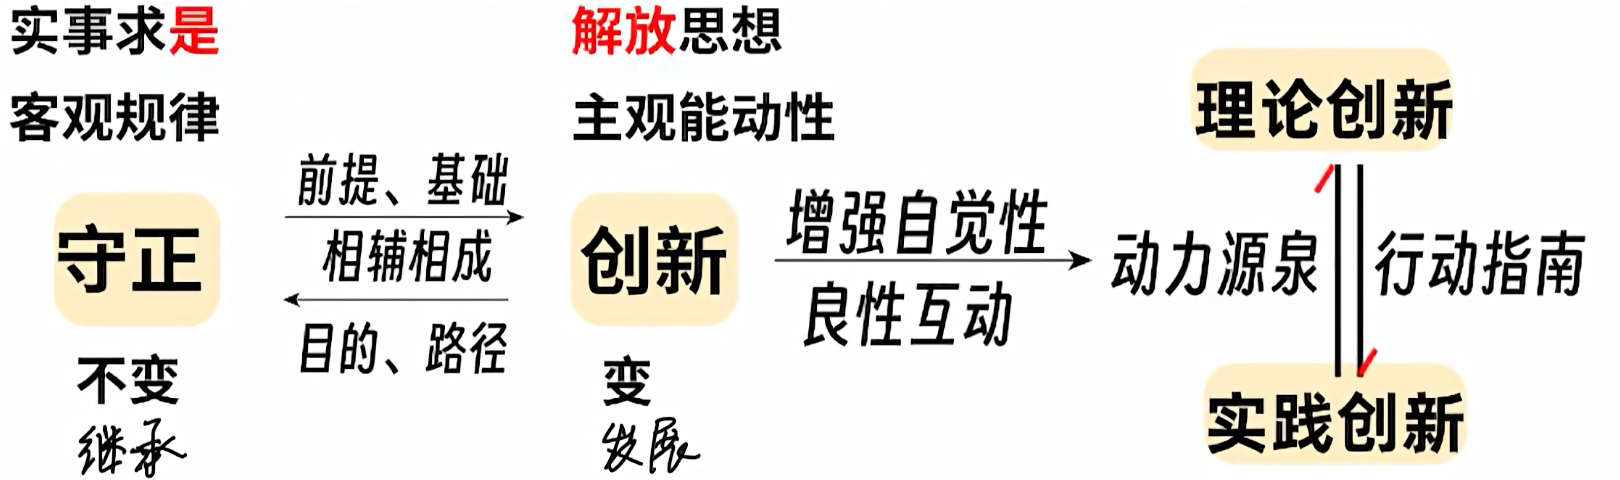 实事求是
客观规律
守正
不变
继承
前提、基础
相辅相成
目的、路径
解放思想
主观能动性
创新
变
发展
增强自觉性
良性互动
理论创新
动力源泉
行动指南
实践创新